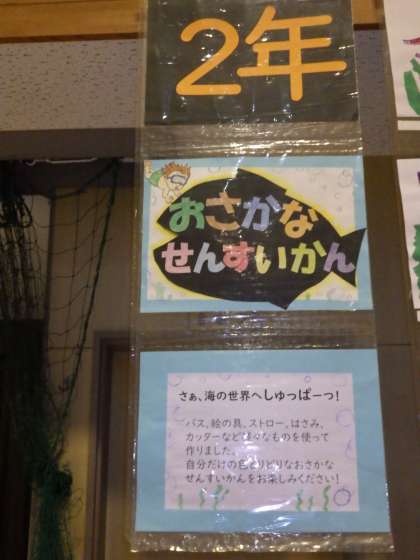 2年
おさかな
せんすいかん
さぁ、海の世界へしゅっぱーつ!
パス、絵の具、ストロー、はさみ、
カッターなど様々なものを使って
作りました。
自分だけの色とりどりなおさかな
せんすいかんをお楽しみください!